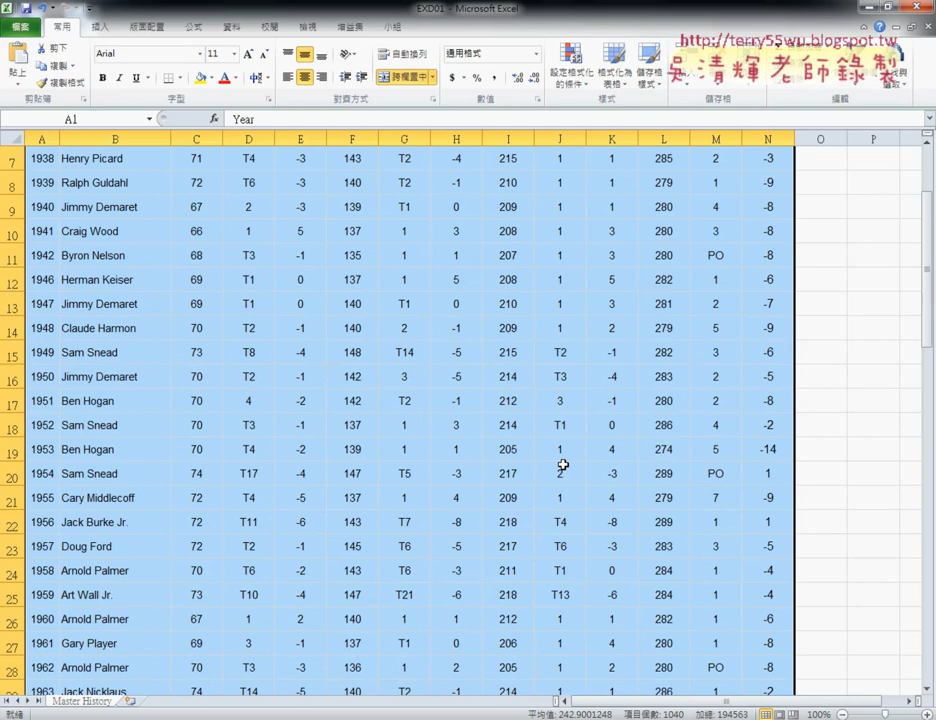 EXD01 - Microsoft Excel
檔案 常用 插入 版面配置 公式 資料 校閱 檢視 增益集 小組
http://terry55wu.blogspot.tw
吳清輝老師錄製
貼上 剪下 複製 複製格式 Arial 11 自動換列 跨欄置中 通用格式 設定格式化的條件 格式化為表格 儲存格
剪貼簿 字型 對齊方式 數值 樣式 儲存格 編輯
A1 fx Year
A B C D E F G H I J K L M N O P
7 1938 Henry Picard 71 T4 -3 143 T2 -4 215 1 1 285 2 -3
8 1939 Ralph Guldahl 72 T6 -3 140 T2 -1 210 1 1 279 1 -9
9 1940 Jimmy Demaret 67 2 -3 139 T1 0 209 1 1 280 4 -8
10 1941 Craig Wood 66 1 5 137 1 3 208 1 3 280 3 -8
11 1942 Byron Nelson 68 T3 -1 135 1 1 207 1 3 280 PO -8
12 1946 Herman Keiser 69 T1 0 137 1 5 208 1 5 282 1 -6
13 1947 Jimmy Demaret 69 T1 0 140 T1 0 210 1 3 281 2 -7
14 1948 Claude Harmon 70 T2 -1 140 2 -1 209 1 2 279 5 -9
15 1949 Sam Snead 73 T8 -4 148 T14 -5 215 T2 -1 282 3 -6
16 1950 Jimmy Demaret 70 T2 -1 142 3 -5 214 T3 -4 283 2 -5
17 1951 Ben Hogan 70 4 -2 142 T2 -1 212 3 -1 280 2 -8
18 1952 Sam Snead 70 T3 -1 137 1 3 214 T1 0 286 4 -2
19 1953 Ben Hogan 70 T4 -2 139 1 1 205 1 4 274 5 -14
20 1954 Sam Snead 74 T17 -4 147 T5 -3 217 2 -3 289 PO 1
21 1955 Cary Middlecoff 72 T4 -5 137 1 4 209 1 4 279 7 -9
22 1956 Jack Burke Jr. 72 T11 -6 143 T7 -8 218 T4 -8 289 1 1
23 1957 Doug Ford 72 T2 -1 145 T6 -5 217 T6 -3 283 3 -5
24 1958 Arnold Palmer 70 T6 -2 143 T6 -3 211 T1 0 284 1 -4
25 1959 Art Wall Jr. 73 T10 -4 147 T21 -6 218 T13 -6 284 1 -4
26 1960 Arnold Palmer 67 1 2 140 1 1 212 1 1 282 1 -6
27 1961 Gary Player 69 3 -1 137 T1 0 206 1 4 280 1 -8
28 1962 Arnold Palmer 70 T3 -3 136 1 2 205 1 2 280 PO -8
1963 Jack Nicklaus 74 T14 -5 140 T2 -1 214 1 1 286 1 -2
Master History
就緒 平均值: 242.9001248 項目個數: 1040 加總: 194563 100%